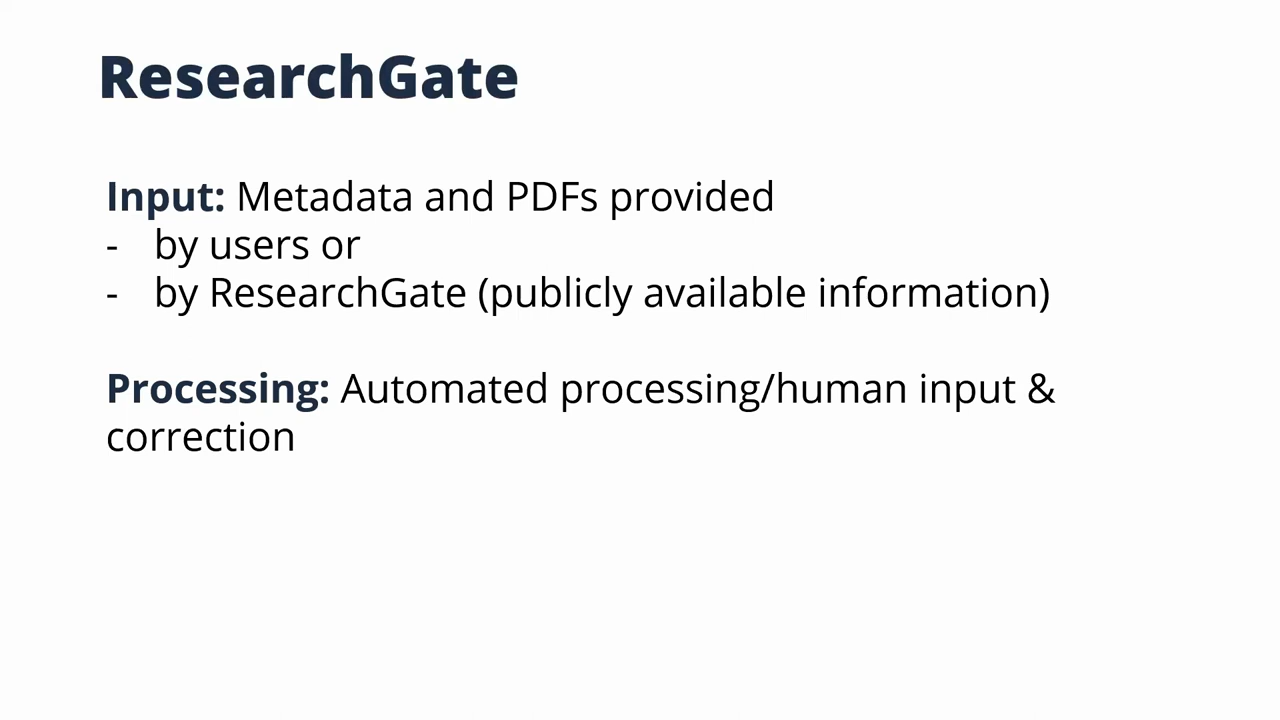 ResearchGate
Input: Metadata and PDFs provided
- by users or
- by ResearchGate (publicly available information)
Processing: Automated processing/human input &
correction